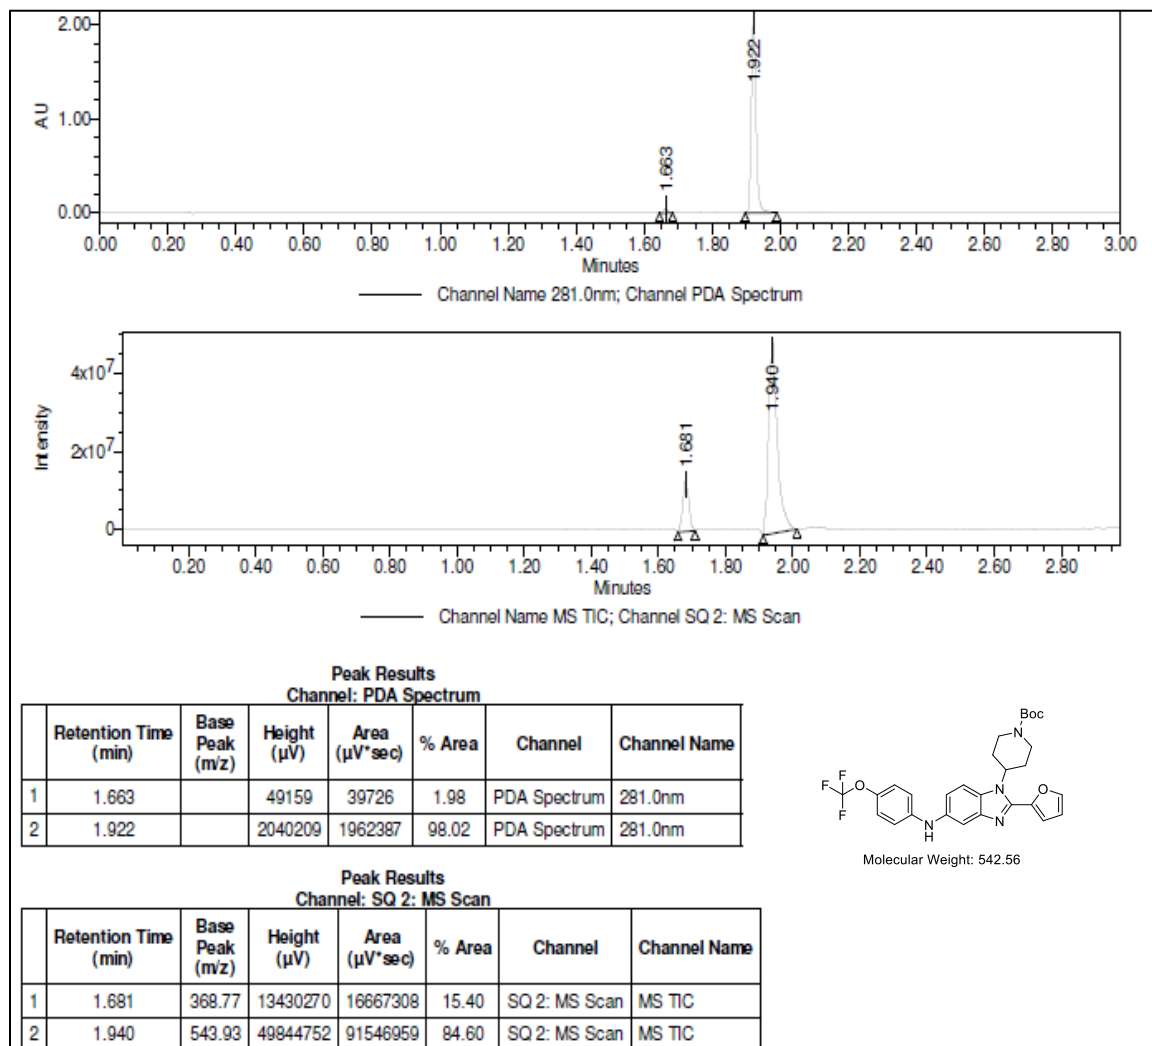 2.00
1.00
0.00
AU
1.663
1.922
0.00 0.20 0.40 0.60 0.80 1.00 1.20 1.40 1.60 1.80 2.00 2.20 2.40 2.60 2.80 3.00
Minutes
Channel Name 281.0nm; Channel PDA Spectrum
4x10⁷
2x10⁷
0
Intensity
1.681
1.940
0.20 0.40 0.60 0.80 1.00 1.20 1.40 1.60 1.80 2.00 2.20 2.40 2.60 2.80
Minutes
Channel Name MS TIC; Channel SQ 2: MS Scan
Peak Results
Channel: PDA Spectrum
Retention Time (min) Base Peak (m/z) Height (µV) Area (µV*sec) % Area Channel Channel Name
1 1.663 49159 39726 1.98 PDA Spectrum 281.0nm
2 1.922 2040209 1962387 98.02 PDA Spectrum 281.0nm
Boc
N
F F O N O
F N H N
Molecular Weight: 542.56
Peak Results
Channel: SQ 2: MS Scan
Retention Time (min) Base Peak (m/z) Height (µV) Area (µV*sec) % Area Channel Channel Name
1 1.681 368.77 13430270 16667308 15.40 SQ 2: MS Scan MS TIC
2 1.940 543.93 49844752 91546959 84.60 SQ 2: MS Scan MS TIC